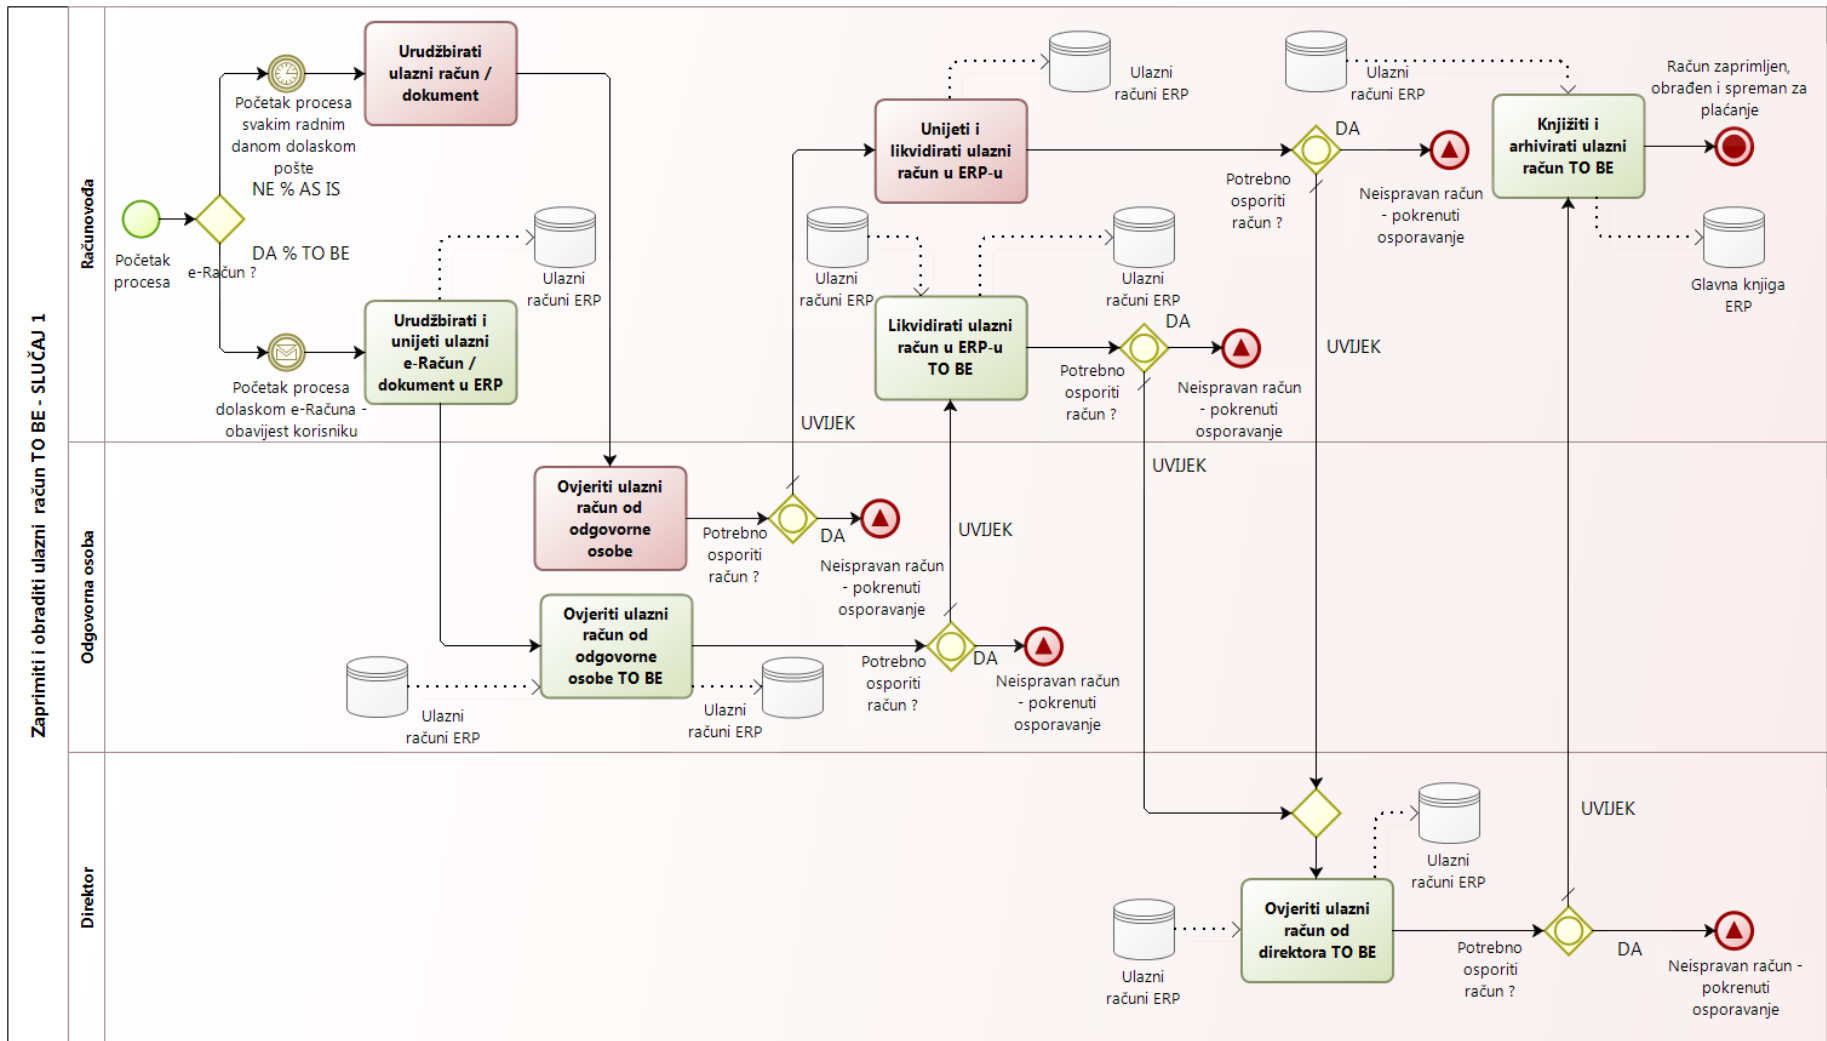 Zaprimiti i obraditi ulazni račun TO BE - SLUČAJ 1
Računovođa
Početak
procesa
e-Račun ?
NE % AS IS
DA % TO BE
Početak procesa
svakim radnim
danom dolaskom
pošte
Urudžbirati
ulazni račun /
dokument
Početak procesa
dolaskom e-Računa -
obavijest korisniku
Urudžbirati i
unijeti ulazni
e-Račun /
dokument u ERP
Ulazni
računi ERP
UVIJEK
Unijeti i
likvidirati ulazni
račun u ERP-u
Ulazni
računi ERP
Ulazni
računi ERP
Likvidirati ulazni
račun u ERP-u
TO BE
Ulazni
računi ERP
Potrebno
osporiti
račun ?
DA
Neispravan račun
- pokrenuti
osporavanje
Potrebno
osporiti
račun ?
DA
Neispravan račun
- pokrenuti
osporavanje
UVIJEK
Ulazni
računi ERP
Knjižiti i
arhivirati ulazni
račun TO BE
Račun zaprimljen,
obrađen i spreman za
plaćanje
Glavna knjiga
ERP
Odgovorna osoba
Ovjeriti ulazni
račun od
odgovorne
osobe
Potrebno
osporiti
račun ?
DA
Neispravan račun
- pokrenuti
osporavanje
UVIJEK
UVIJEK
Ovjeriti ulazni
račun od
odgovorne
osobe TO BE
Ulazni
računi ERP
Ulazni
računi ERP
Potrebno
osporiti
račun ?
DA
Neispravan račun
- pokrenuti
osporavanje
Direktor
Ulazni
računi ERP
Ovjeriti ulazni
račun od
direktora TO BE
Ulazni
računi ERP
Potrebno
osporiti
račun ?
UVIJEK
DA
Neispravan račun -
pokrenuti
osporavanje